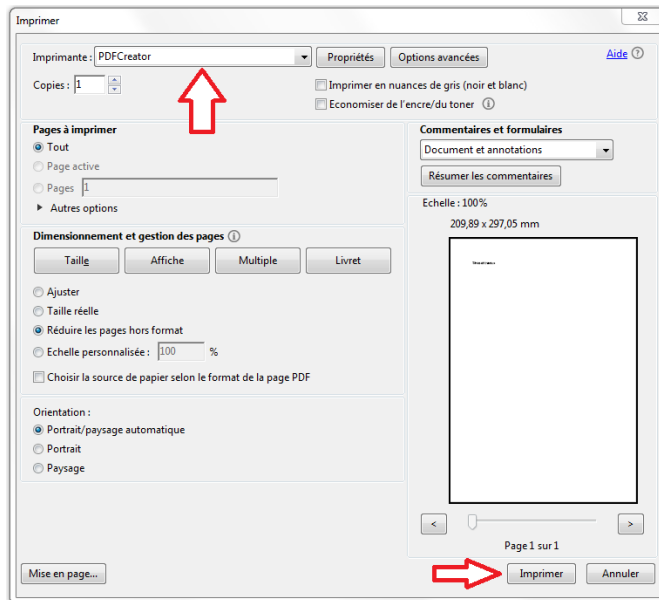 Imprimer
Imprimante : PDFCreator Propriétés Options avancées Aide
Copies : 1 Imprimer en nuances de gris (noir et blanc)
Economiser de l'encre/du toner
Pages à imprimer
Tout
Page active
Pages 1
Autres options
Commentaires et formulaires
Document et annotations
Résumer les commentaires
Echelle : 100%
209,89 x 297,05 mm
Dimensionnement et gestion des pages
Taille Affiche Multiple Livret
Ajuster
Taille réelle
Réduire les pages hors format
Echelle personnalisée : 100 %
Choisir la source de papier selon le format de la page PDF
Orientation :
Portrait/paysage automatique
Portrait
Paysage
< >
Page 1 sur 1
Mise en page... Imprimer Annuler